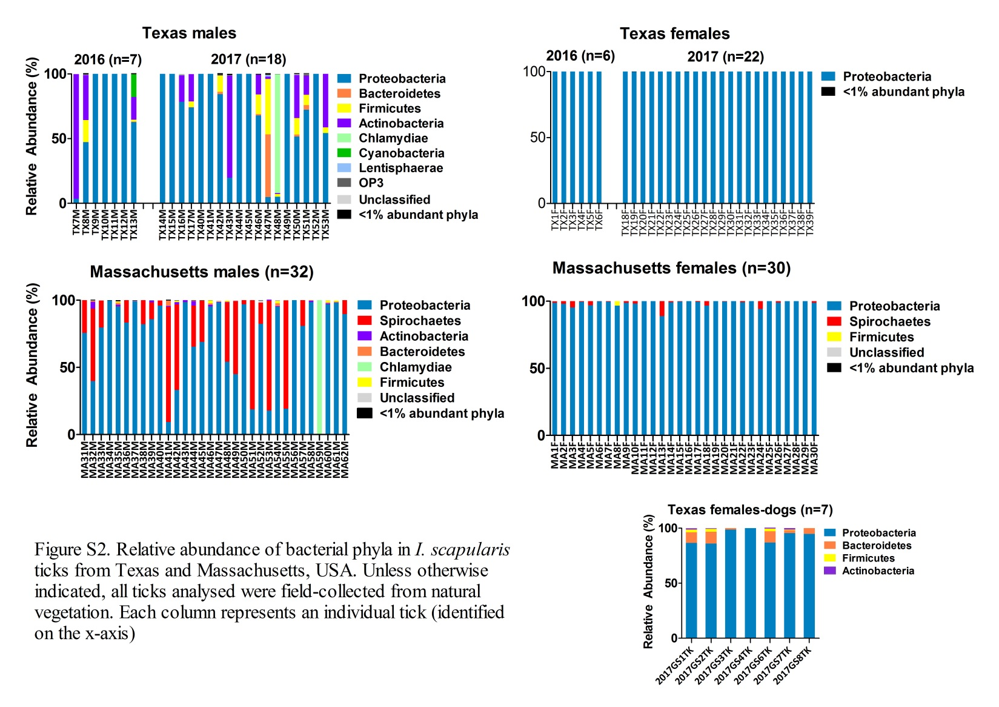 Texas males
2016 (n=7)
2017 (n=18)
Relative Abundance (%)
100
50
0
TX7M
TX8M
TX9M
TX10M
TX11M
TX12M
TX13M
TX14M
TX15M
TX16M
TX17M
TX40M
TX41M
TX42M
TX43M
TX44M
TX45M
TX46M
TX47M
TX48M
TX49M
TX50M
TX51M
TX52M
TX53M
Proteobacteria
Bacteroidetes
Firmicutes
Actinobacteria
Chlamydiae
Cyanobacteria
Lentisphaerae
OP3
Unclassified
<1% abundant phyla
Texas females
2016 (n=6)
2017 (n=22)
100
50
0
TX1F
TX2F
TX3F
TX4F
TX5F
TX6F
TX18F
TX19F
TX20F
TX21F
TX22F
TX23F
TX24F
TX25F
TX26F
TX27F
TX28F
TX29F
TX30F
TX31F
TX32F
TX33F
TX34F
TX35F
TX36F
TX37F
TX38F
TX39F
Proteobacteria
<1% abundant phyla
Massachusetts males (n=32)
Relative Abundance (%)
100
50
0
MA31M
MA32M
MA33M
MA34M
MA35M
MA36M
MA37M
MA38M
MA39M
MA40M
MA41M
MA42M
MA43M
MA44M
MA45M
MA46M
MA47M
MA48M
MA49M
MA50M
MA51M
MA52M
MA53M
MA54M
MA55M
MA56M
MA57M
MA58M
MA59M
MA60M
MA61M
MA62M
Proteobacteria
Spirochaetes
Actinobacteria
Bacteroidetes
Chlamydiae
Firmicutes
Unclassified
<1% abundant phyla
Massachusetts females (n=30)
100
50
0
MA1F
MA2F
MA3F
MA4F
MA5F
MA6F
MA7F
MA8F
MA9F
MA10F
MA11F
MA12F
MA13F
MA14F
MA15F
MA16F
MA17F
MA18F
MA19F
MA20F
MA21F
MA22F
MA23F
MA24F
MA25F
MA26F
MA27F
MA28F
MA29F
MA30F
Proteobacteria
Spirochaetes
Firmicutes
Unclassified
<1% abundant phyla
Texas females-dogs (n=7)
Relative Abundance (%)
100
50
0
2017GS1TK
2017GS2TK
2017GS3TK
2017GS4TK
2017GS6TK
2017GS7TK
2017GS8TK
Proteobacteria
Bacteroidetes
Firmicutes
Actinobacteria
Figure S2. Relative abundance of bacterial phyla in I. scapularis
ticks from Texas and Massachusetts, USA. Unless otherwise
indicated, all ticks analysed were field-collected from natural
vegetation. Each column represents an individual tick (identified
on the x-axis)